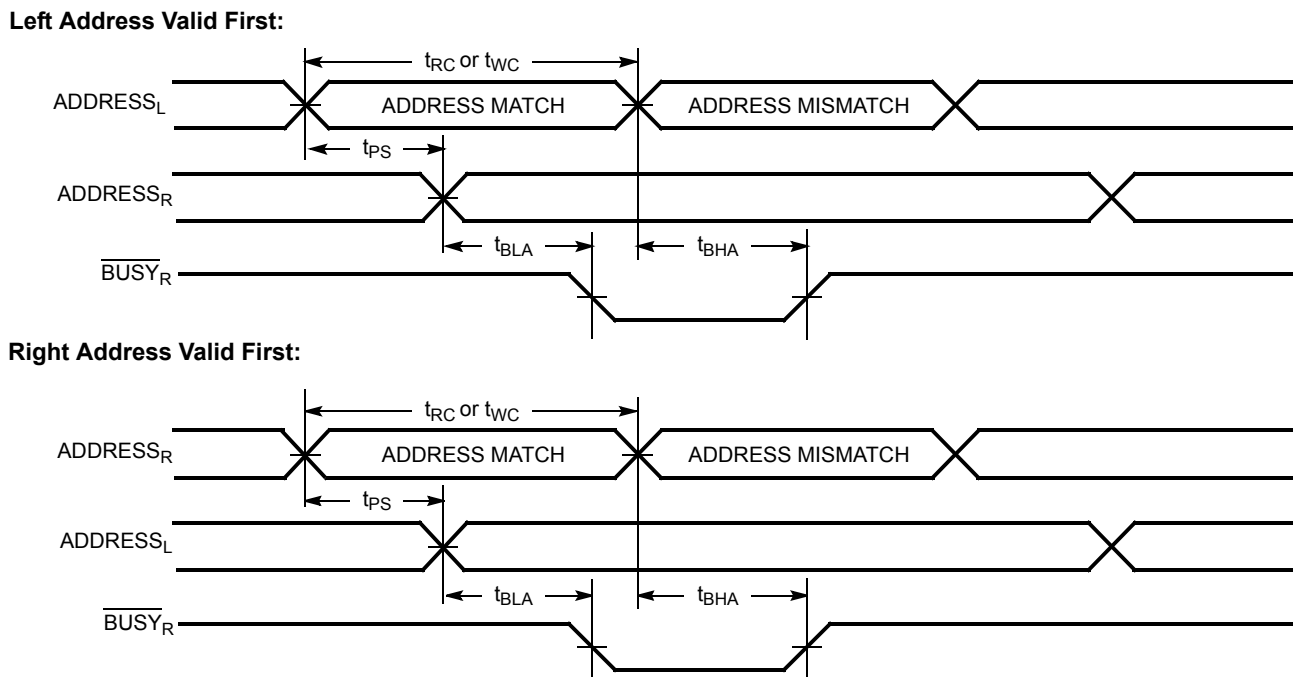 Left Address Valid First:
tRC or tWC
ADDRESSL
ADDRESS MATCH
ADDRESS MISMATCH
tPS
ADDRESSR
tBLA
tBHA
BUSYR
Right Address Valid First:
tRC or tWC
ADDRESSR
ADDRESS MATCH
ADDRESS MISMATCH
tPS
ADDRESSL
tBLA
tBHA
BUSYR